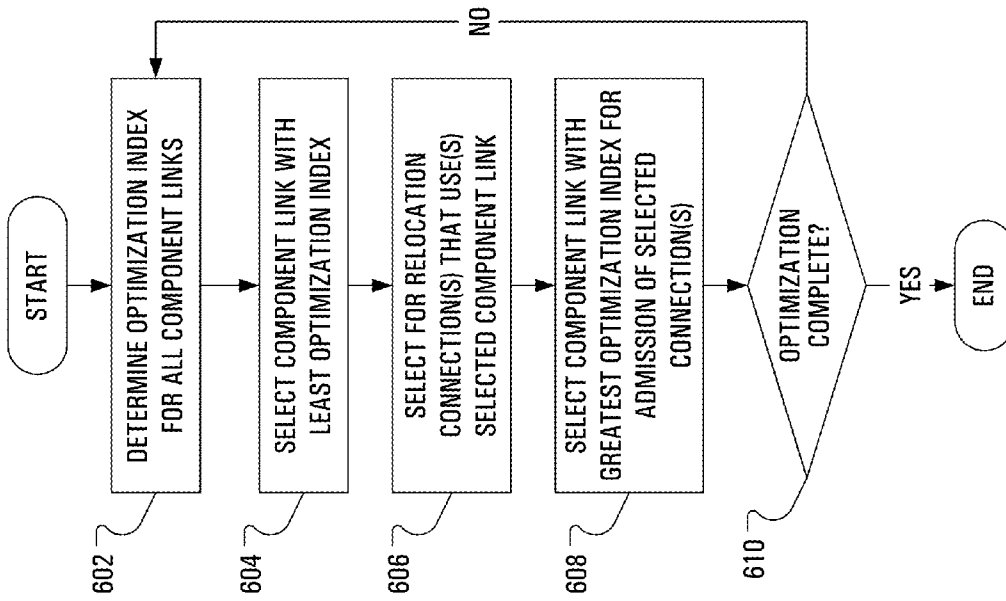 START
602
DETERMINE OPTIMIZATION INDEX
FOR ALL COMPONENT LINKS
604
SELECT COMPONENT LINK WITH
LEAST OPTIMIZATION INDEX
606
SELECT FOR RELOCATION
CONNECTION(S) THAT USE(S)
SELECTED COMPONENT LINK
608
SELECT COMPONENT LINK WITH
GREATEST OPTIMIZATION INDEX FOR
ADMISSION OF SELECTED
CONNECTION(S)
610
OPTIMIZATION
COMPLETE?
NO
YES
END